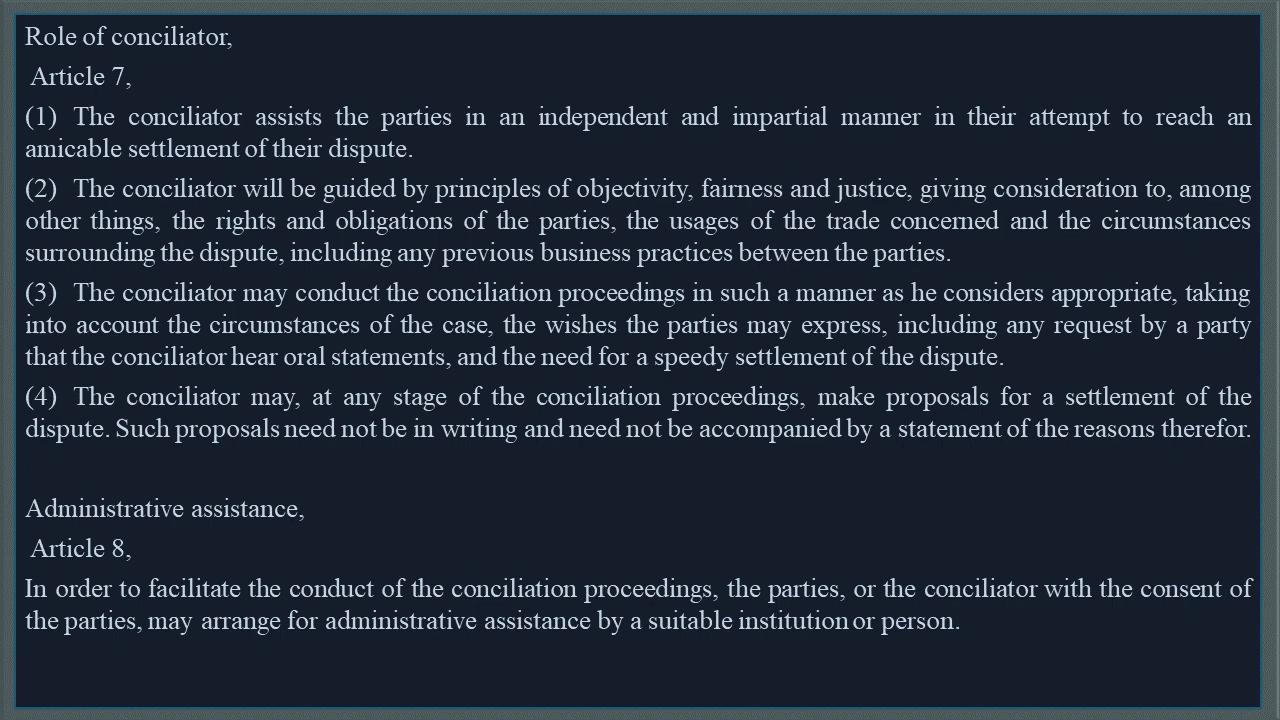 Role of conciliator,
Article 7,
(1) The conciliator assists the parties in an independent and impartial manner in their attempt to reach an
amicable settlement of their dispute.
(2) The conciliator will be guided by principles of objectivity, fairness and justice, giving consideration to, among
other things, the rights and obligations of the parties, the usages of the trade concerned and the circumstances
surrounding the dispute, including any previous business practices between the parties.
(3) The conciliator may conduct the conciliation proceedings in such a manner as he considers appropriate, taking
into account the circumstances of the case, the wishes the parties may express, including any request by a party
that the conciliator hear oral statements, and the need for a speedy settlement of the dispute.
(4) The conciliator may, at any stage of the conciliation proceedings, make proposals for a settlement of the
dispute. Such proposals need not be in writing and need not be accompanied by a statement of the reasons therefor.
Administrative assistance,
Article 8,
In order to facilitate the conduct of the conciliation proceedings, the parties, or the conciliator with the consent of
the parties, may arrange for administrative assistance by a suitable institution or person.